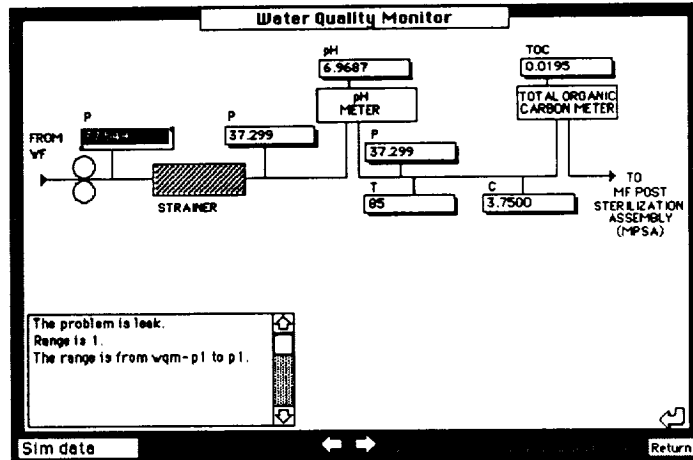 Water Quality Monitor
pH
6.9687
pH
METER
TOC
0.0195
TOTAL ORGANIC
CARBON METER
FROM
WF
P
P
37.299
STRAINER
P
37.299
T
85
C
3.7500
TO
MF POST
STERILIZATION
ASSEMBLY
(MPSA)
The problem is leak.
Range is 1.
The range is from wqm-p1 to p1.
Sim data
Return